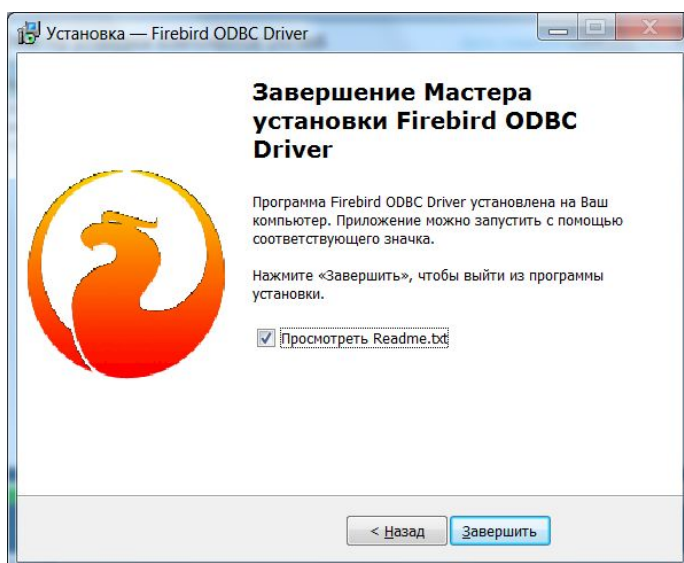 Установка — Firebird ODBC Driver
Завершение Мастера
установки Firebird ODBC
Driver
Программа Firebird ODBC Driver установлена на Ваш
компьютер. Приложение можно запустить с помощью
соответствующего значка.
Нажмите «Завершить», чтобы выйти из программы
установки.
Просмотреть Readme.txt
< Назад Завершить